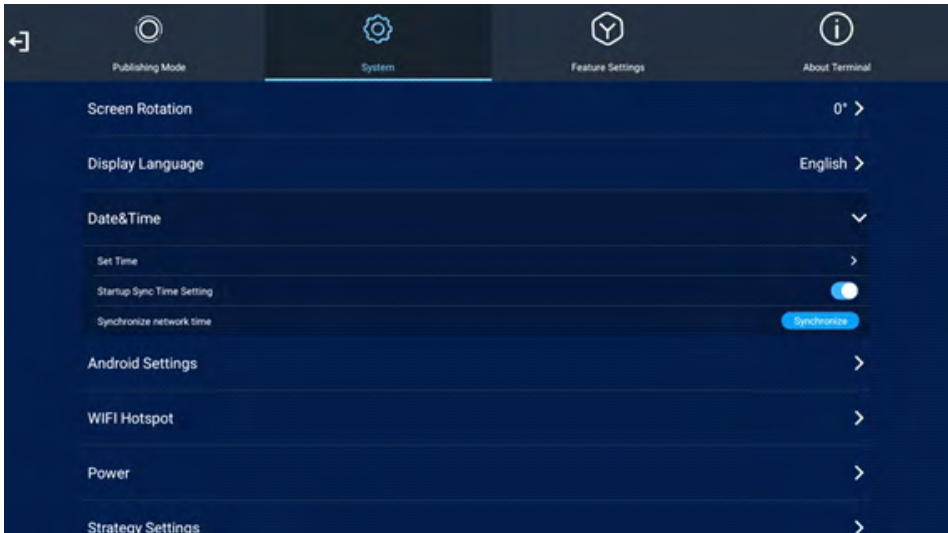 Publishing Mode
System
Feature Settings
About Terminal
Screen Rotation 0°
Display Language English
Date&Time
Set Time
Startup Sync Time Setting
Synchronize network time Synchronize
Android Settings
WIFI Hotspot
Power
Strategy Settings